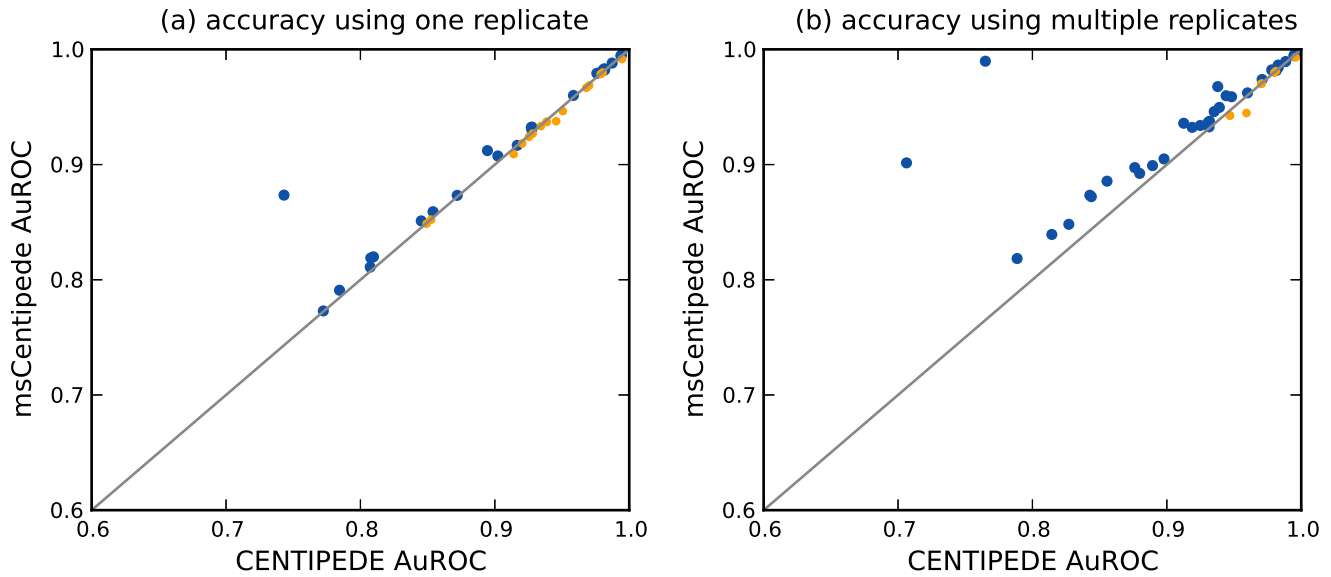 (a) accuracy using one replicate
1.0
0.9
0.8
0.7
0.6
msCentipede AuROC
0.6 0.7 0.8 0.9 1.0
CENTIPEDE AuROC
(b) accuracy using multiple replicates
1.0
0.9
0.8
0.7
0.6
msCentipede AuROC
0.6 0.7 0.8 0.9 1.0
CENTIPEDE AuROC